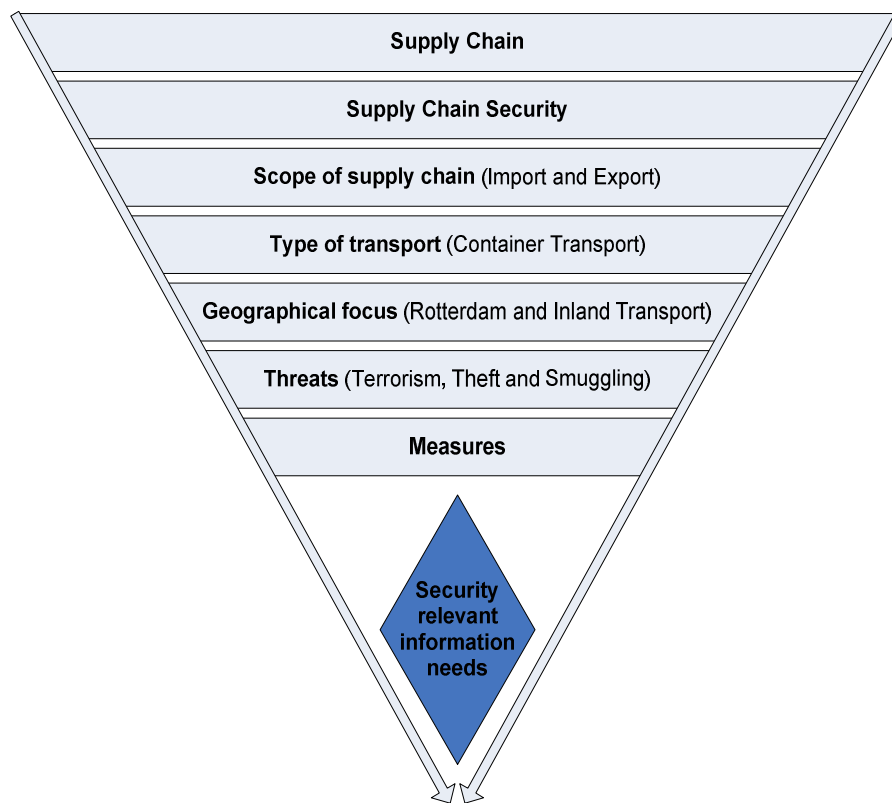 Supply Chain
Supply Chain Security
Scope of supply chain (Import and Export)
Type of transport (Container Transport)
Geographical focus (Rotterdam and Inland Transport)
Threats (Terrorism, Theft and Smuggling)
Measures
Security
relevant
information
needs